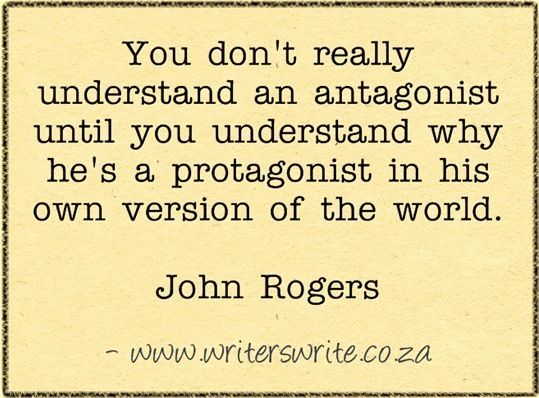 You don't really
understand an antagonist
until you understand why
he's a protagonist in his
own version of the world.
John Rogers
- www.writerswrite.co.za